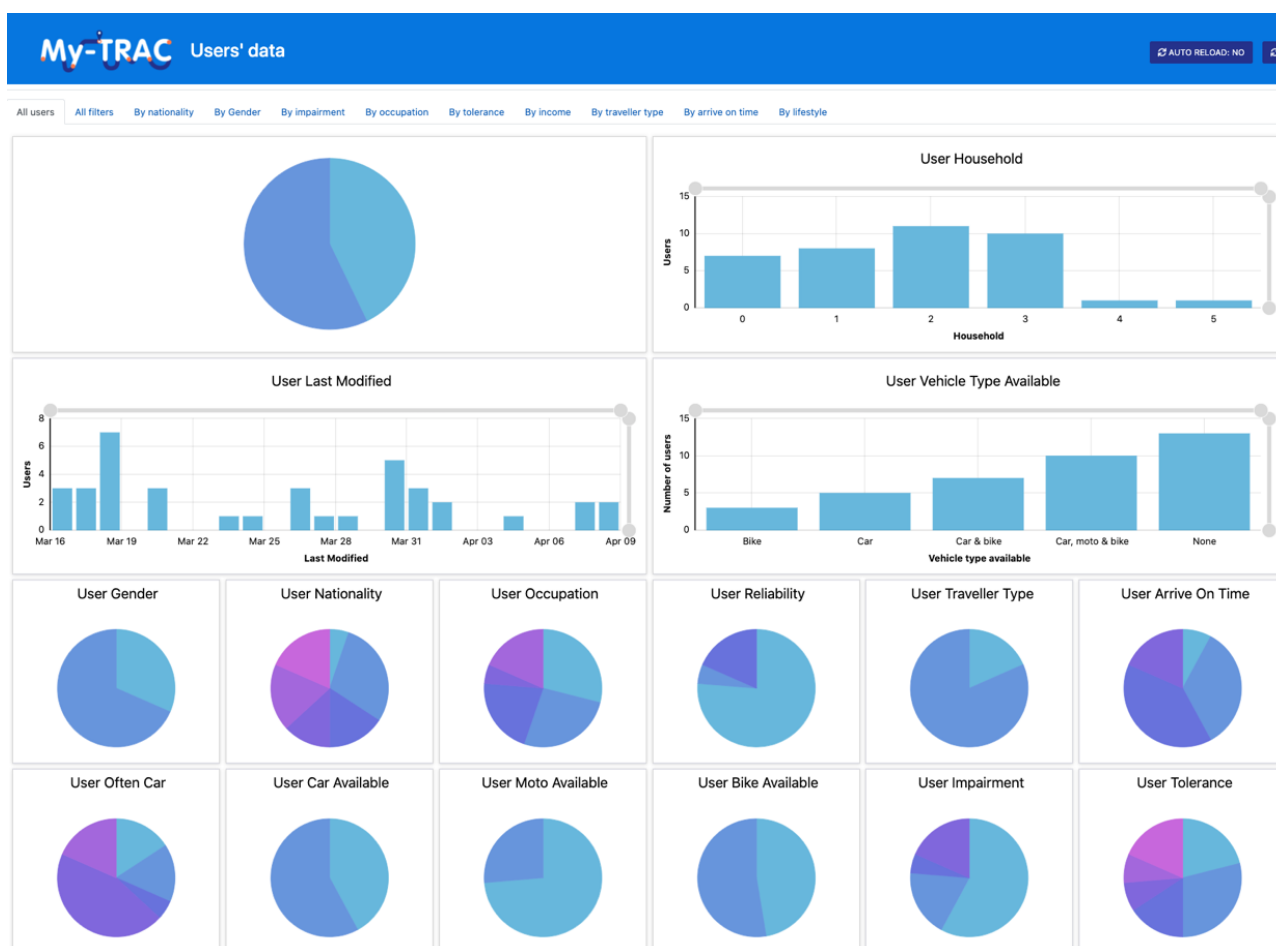 My-TRAC Users' data
AUTO RELOAD: NO
All users All filters By nationality By Gender By impairment By occupation By tolerance By income By traveller type By arrive on time By lifestyle
User Household
15
10
5
0
Users
0 1 2 3 4 5
Household
User Last Modified
8
6
4
2
0
Users
Mar 16 Mar 19 Mar 22 Mar 25 Mar 28 Mar 31 Apr 03 Apr 06 Apr 09
Last Modified
User Vehicle Type Available
15
10
5
0
Number of users
Bike Car Car & bike Car, moto & bike None
Vehicle type available
User Gender User Nationality User Occupation User Reliability User Traveller Type User Arrive On Time
User Often Car User Car Available User Moto Available User Bike Available User Impairment User Tolerance